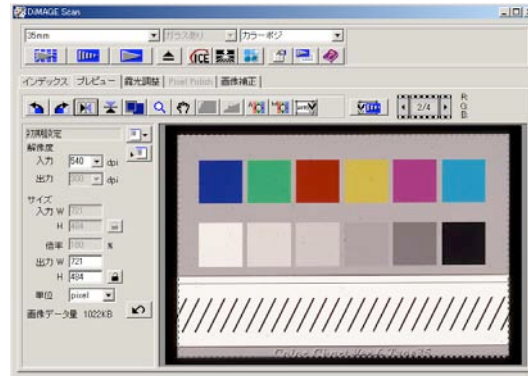 DiMAGE Scan
35mm ガラス乗り カラーポジ
インデックス プレビュー 露光調整 Pixel Polish 画像補正
2/4 R G B
初期設定
解像度
入力 540 dpi
出力 300 dpi
サイズ
入力 W 721
H 484
倍率 100 %
出力 W 721
H 484
単位 pixel
画像データ量 1022KB